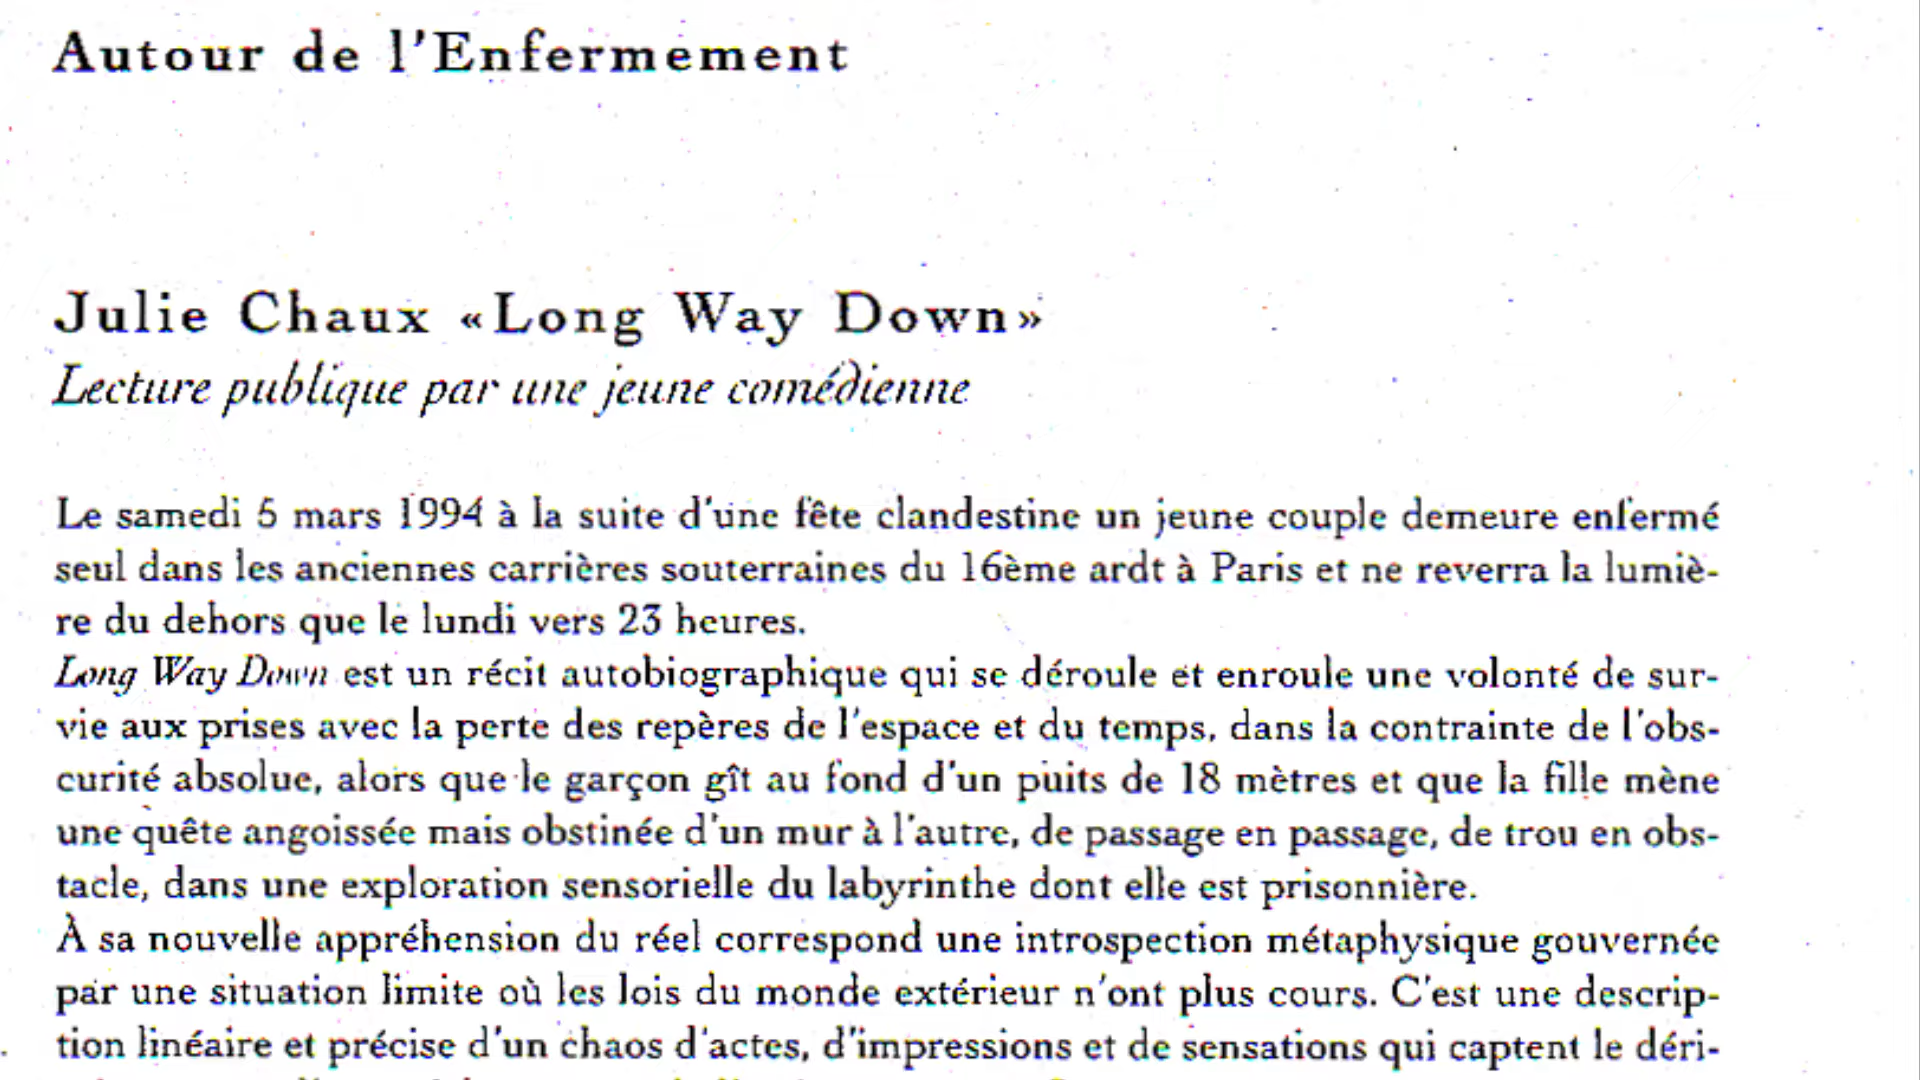 Autour de l'Enfermement
Julie Chaux «Long Way Down»
Lecture publique par une jeune comédienne
Le samedi 5 mars 1994 à la suite d'une fête clandestine un jeune couple demeure enfermé
seul dans les anciennes carrières souterraines du 16ème ardt à Paris et ne reverra la lumiè-
re du dehors que le lundi vers 23 heures.
Long Way Down est un récit autobiographique qui se déroule et enroule une volonté de sur-
vie aux prises avec la perte des repères de l'espace et du temps, dans la contrainte de l'obs-
curité absolue, alors que le garçon gît au fond d'un puits de 18 mètres et que la fille mène
une quête angoissée mais obstinée d'un mur à l'autre, de passage en passage, de trou en obs-
tacle, dans une exploration sensorielle du labyrinthe dont elle est prisonnière.
À sa nouvelle appréhension du réel correspond une introspection métaphysique gouvernée
par une situation limite où les lois du monde extérieur n'ont plus cours. C'est une descrip-
tion linéaire et précise d'un chaos d'actes, d'impressions et de sensations qui captent le déri-